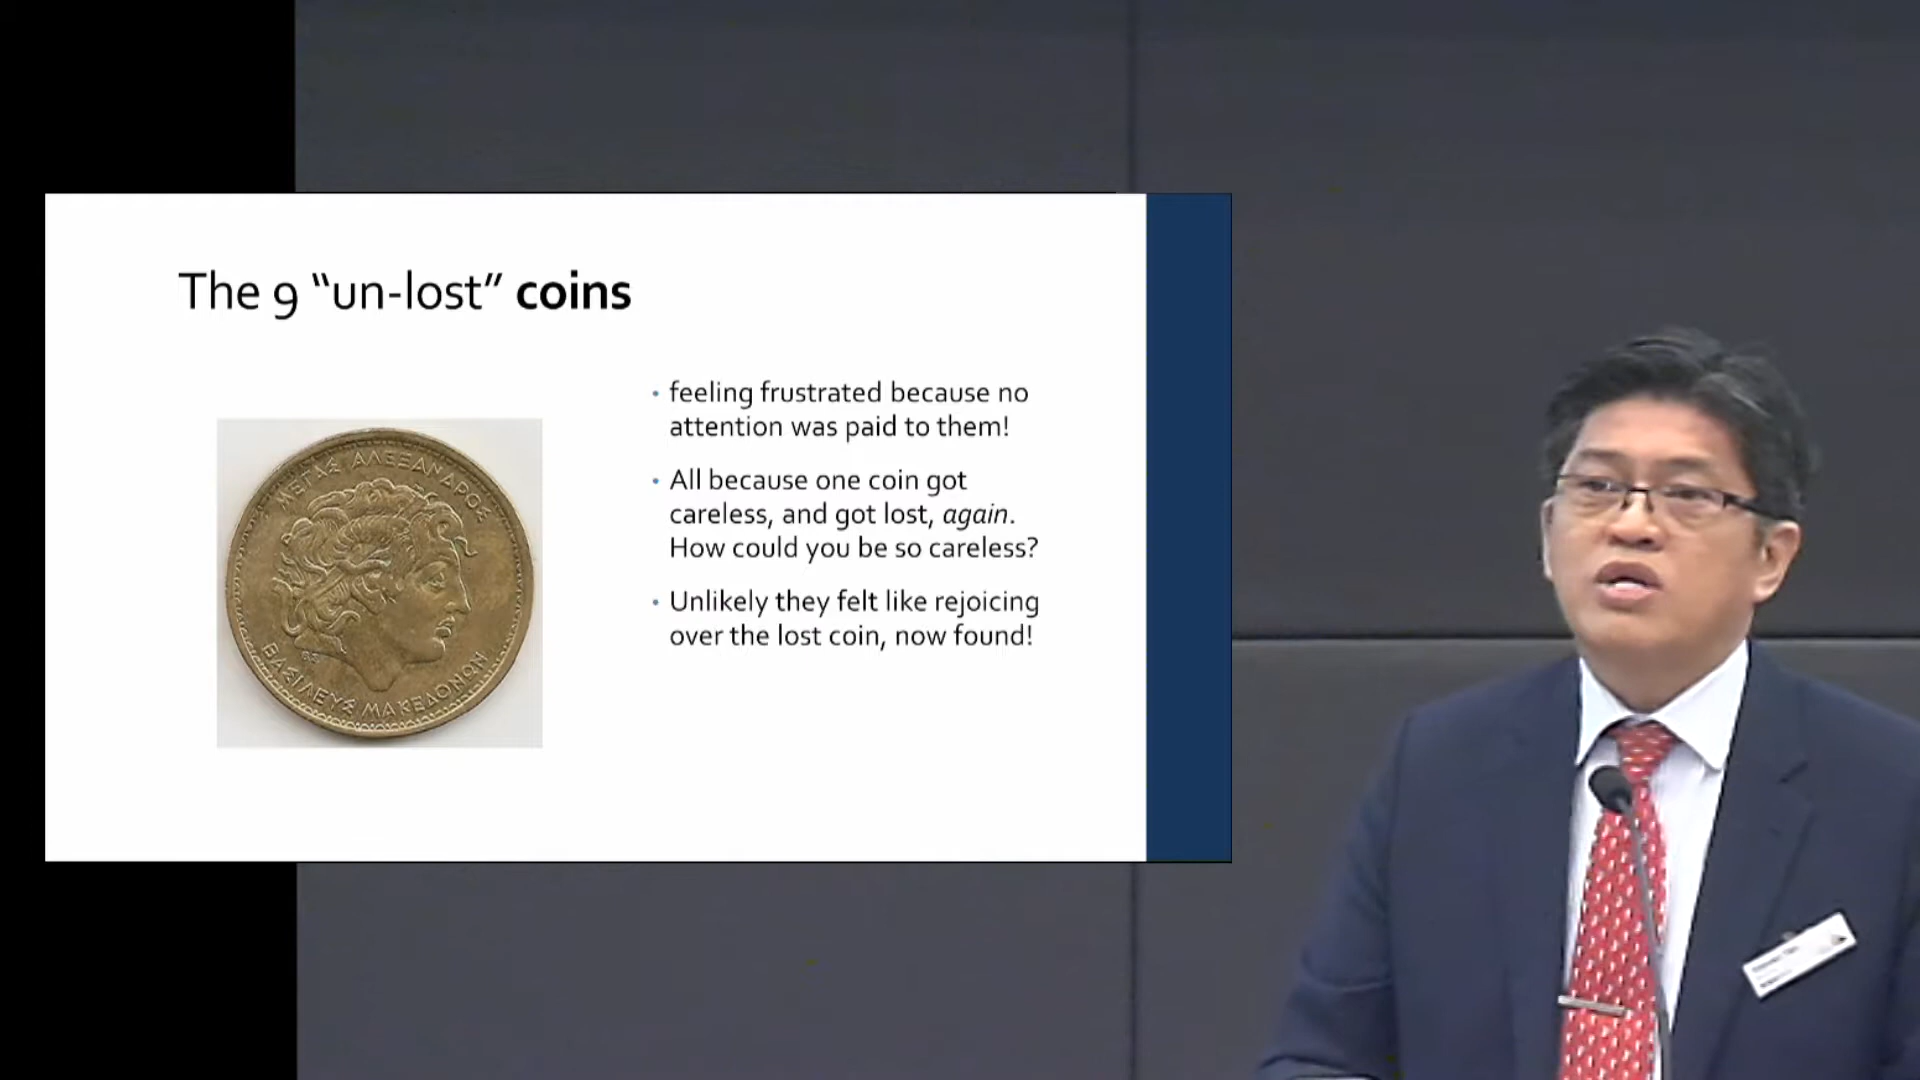 The 9 “un-lost” coins
• feeling frustrated because no
attention was paid to them!
• All because one coin got
careless, and got lost, again.
How could you be so careless?
• Unlikely they felt like rejoicing
over the lost coin, now found!
ΜΕΓΑΣ ΑΛΕΞΑΝΔΡΟΣ
ΒΑΣΙΛΕΥΣ ΜΑΚΕΔΟΝΩΝ